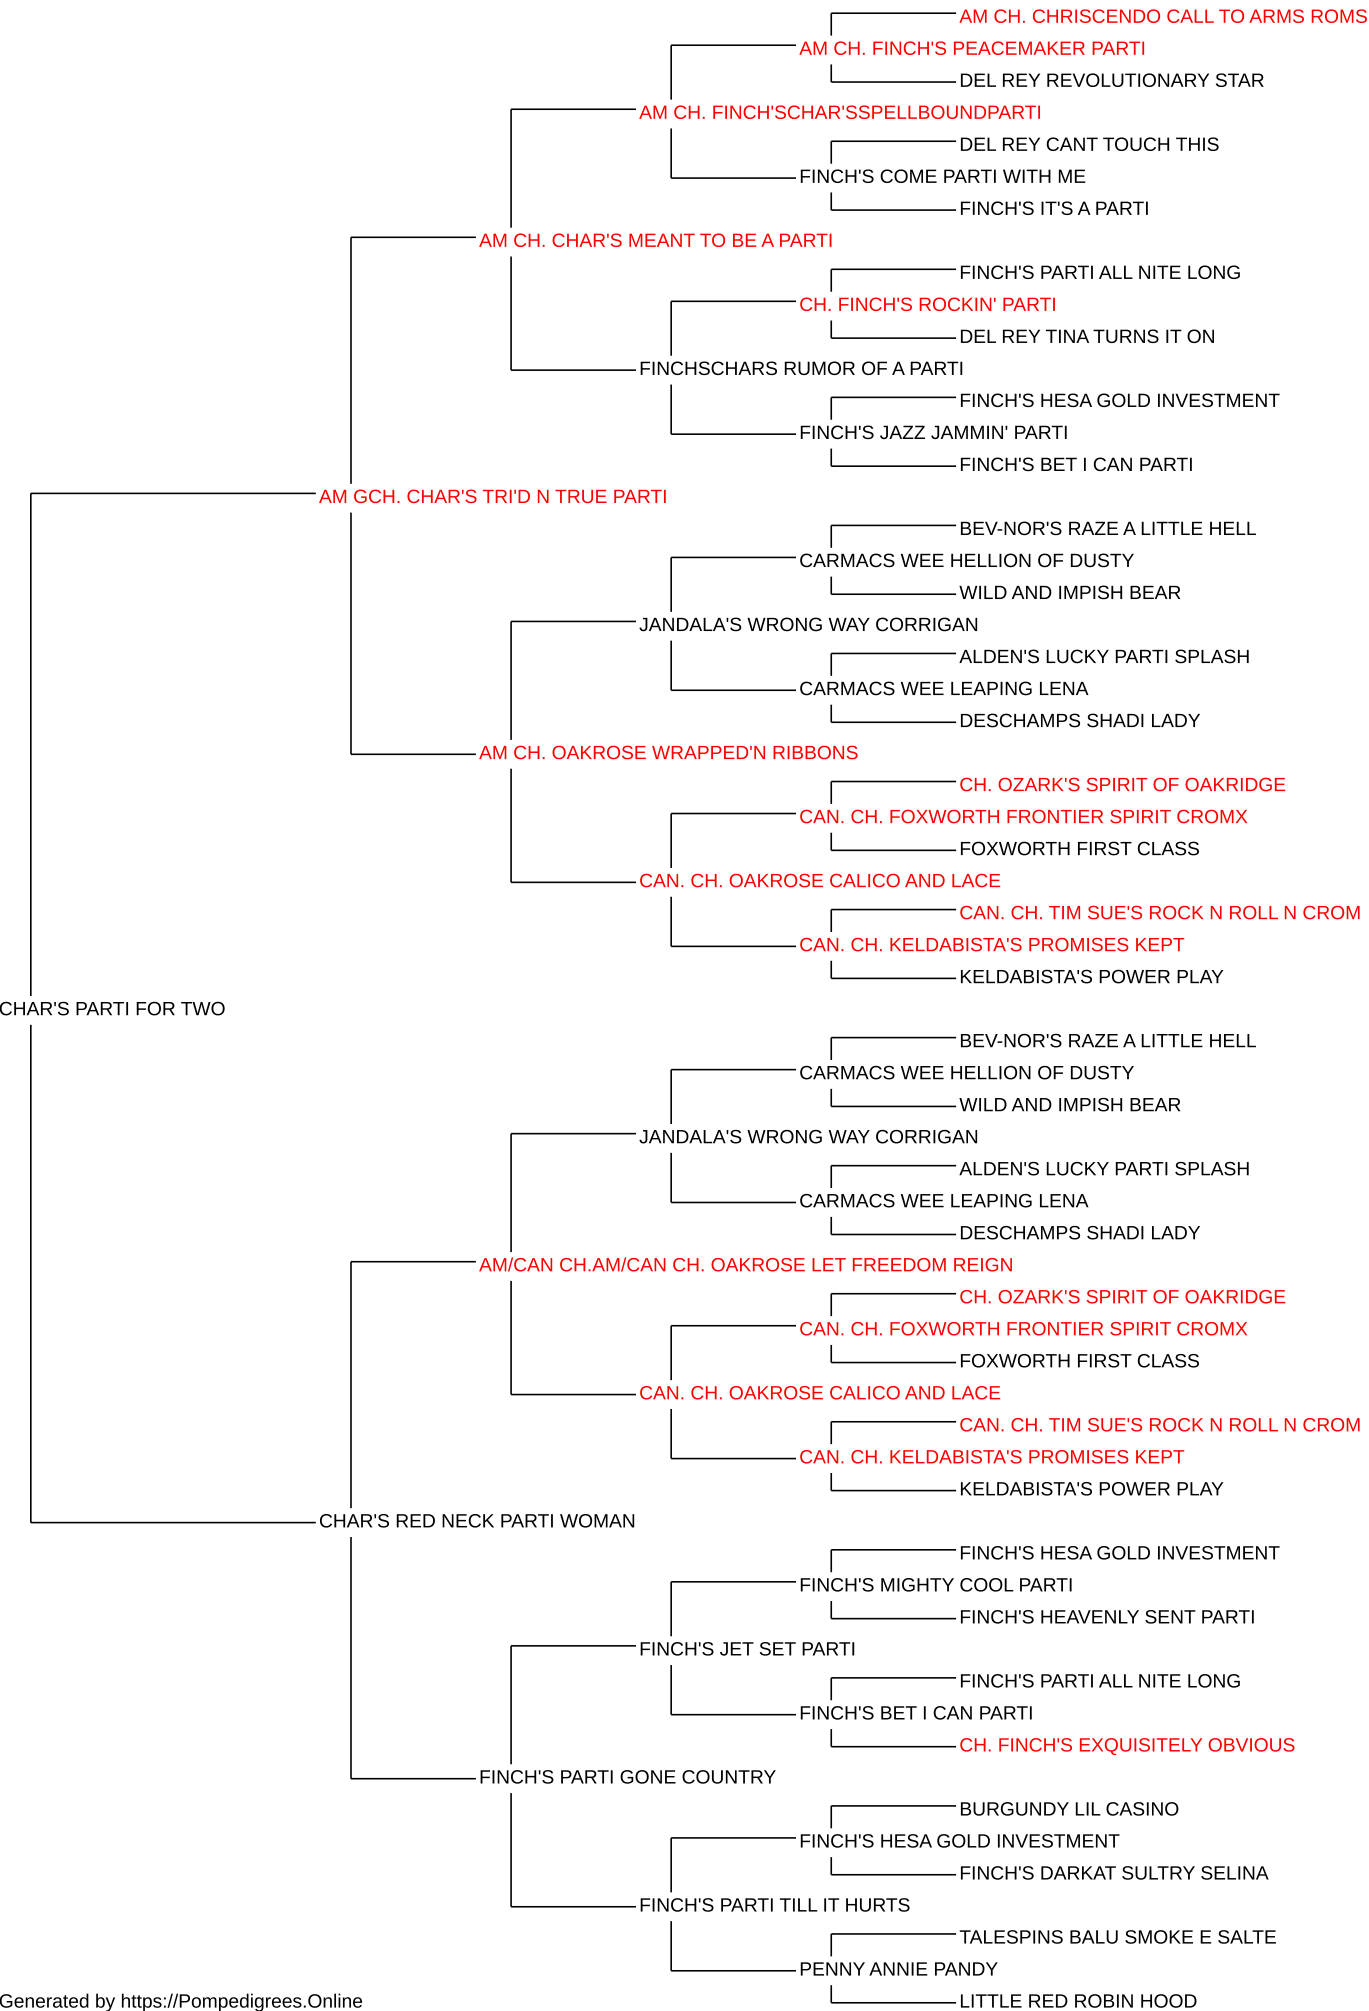 AM CH. CHRISCENDO CALL TO ARMS ROMS
AM CH. FINCH'S PEACEMAKER PARTI
DEL REY REVOLUTIONARY STAR
AM CH. FINCH'SCHAR'SSPELLBOUNDPARTI
DEL REY CANT TOUCH THIS
FINCH'S COME PARTI WITH ME
FINCH'S IT'S A PARTI
AM CH. CHAR'S MEANT TO BE A PARTI
FINCH'S PARTI ALL NITE LONG
CH. FINCH'S ROCKIN' PARTI
DEL REY TINA TURNS IT ON
FINCHSCHARS RUMOR OF A PARTI
FINCH'S HESA GOLD INVESTMENT
FINCH'S JAZZ JAMMIN' PARTI
FINCH'S BET I CAN PARTI
AM GCH. CHAR'S TRI'D N TRUE PARTI
BEV-NOR'S RAZE A LITTLE HELL
CARMACS WEE HELLION OF DUSTY
WILD AND IMPISH BEAR
JANDALA'S WRONG WAY CORRIGAN
ALDEN'S LUCKY PARTI SPLASH
CARMACS WEE LEAPING LENA
DESCHAMPS SHADI LADY
AM CH. OAKROSE WRAPPED'N RIBBONS
CH. OZARK'S SPIRIT OF OAKRIDGE
CAN. CH. FOXWORTH FRONTIER SPIRIT CROMX
FOXWORTH FIRST CLASS
CAN. CH. OAKROSE CALICO AND LACE
CAN. CH. TIM SUE'S ROCK N ROLL N CROM
CAN. CH. KELDABISTA'S PROMISES KEPT
KELDABISTA'S POWER PLAY
CHAR'S PARTI FOR TWO
BEV-NOR'S RAZE A LITTLE HELL
CARMACS WEE HELLION OF DUSTY
WILD AND IMPISH BEAR
JANDALA'S WRONG WAY CORRIGAN
ALDEN'S LUCKY PARTI SPLASH
CARMACS WEE LEAPING LENA
DESCHAMPS SHADI LADY
AM/CAN CH.AM/CAN CH. OAKROSE LET FREEDOM REIGN
CH. OZARK'S SPIRIT OF OAKRIDGE
CAN. CH. FOXWORTH FRONTIER SPIRIT CROMX
FOXWORTH FIRST CLASS
CAN. CH. OAKROSE CALICO AND LACE
CAN. CH. TIM SUE'S ROCK N ROLL N CROM
CAN. CH. KELDABISTA'S PROMISES KEPT
KELDABISTA'S POWER PLAY
CHAR'S RED NECK PARTI WOMAN
FINCH'S HESA GOLD INVESTMENT
FINCH'S MIGHTY COOL PARTI
FINCH'S HEAVENLY SENT PARTI
FINCH'S JET SET PARTI
FINCH'S PARTI ALL NITE LONG
FINCH'S BET I CAN PARTI
CH. FINCH'S EXQUISITELY OBVIOUS
FINCH'S PARTI GONE COUNTRY
BURGUNDY LIL CASINO
FINCH'S HESA GOLD INVESTMENT
FINCH'S DARKAT SULTRY SELINA
FINCH'S PARTI TILL IT HURTS
TALESPINS BALU SMOKE E SALTE
PENNY ANNIE PANDY
LITTLE RED ROBIN HOOD
Generated by https://Pompedigrees.Online